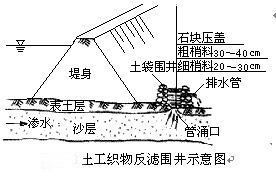 石块压盖
粗梢料30~40cm
土袋围井 细梢料20~30cm
排水管
堤身
表土层
渗水 沙层 管涌口
土工织物反滤围井示意图